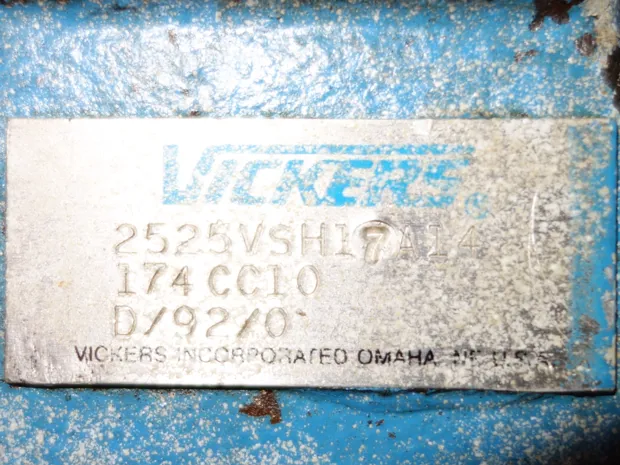 VICKERS
2525VSH17A14
174CC10
D/92/0
VICKERS INCORPORATED OMAHA, NE U.S.A.